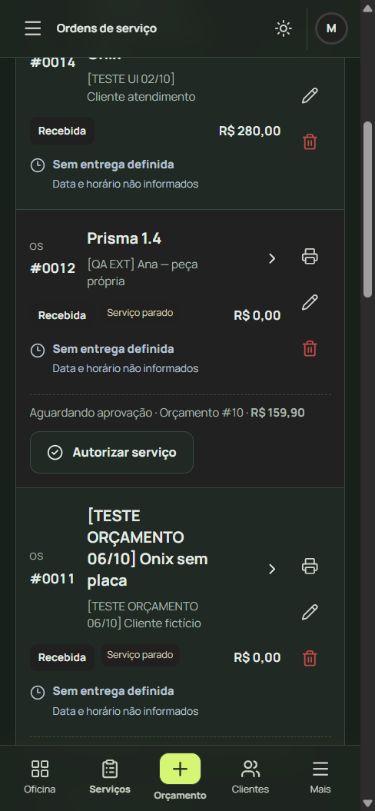 Ordens de serviço
M
#0014
[TESTE UI 02/10]
Cliente atendimento
Recebida
R$ 280,00
Sem entrega definida
Data e horário não informados
OS
#0012
Prisma 1.4
[QA EXT] Ana — peça
própria
Recebida
Serviço parado
R$ 0,00
Sem entrega definida
Data e horário não informados
Aguardando aprovação · Orçamento #10 · R$ 159,90
Autorizar serviço
OS
#0011
[TESTE
ORÇAMENTO
06/10] Onix sem
placa
[TESTE ORÇAMENTO
06/10] Cliente fictício
Recebida
Serviço parado
R$ 0,00
Sem entrega definida
Data e horário não informados
Oficina
Serviços
Orçamento
Clientes
Mais